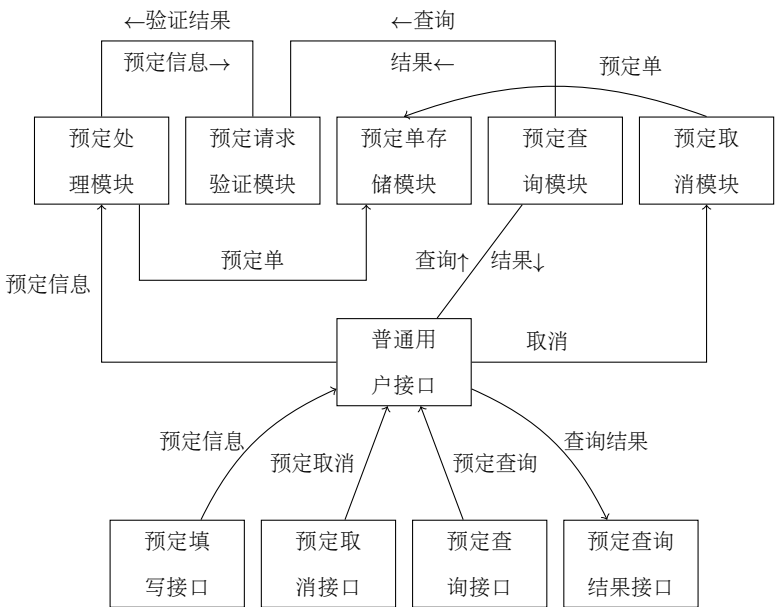 ←验证结果
←查询
预定信息→
结果←
预定单
预定处
理模块
预定请求
验证模块
预定单存
储模块
预定查
询模块
预定取
消模块
预定单
查询↑
结果↓
预定信息
普通用
户接口
取消
预定信息
预定取消
预定查询
查询结果
预定填
写接口
预定取
消接口
预定查
询接口
预定查询
结果接口